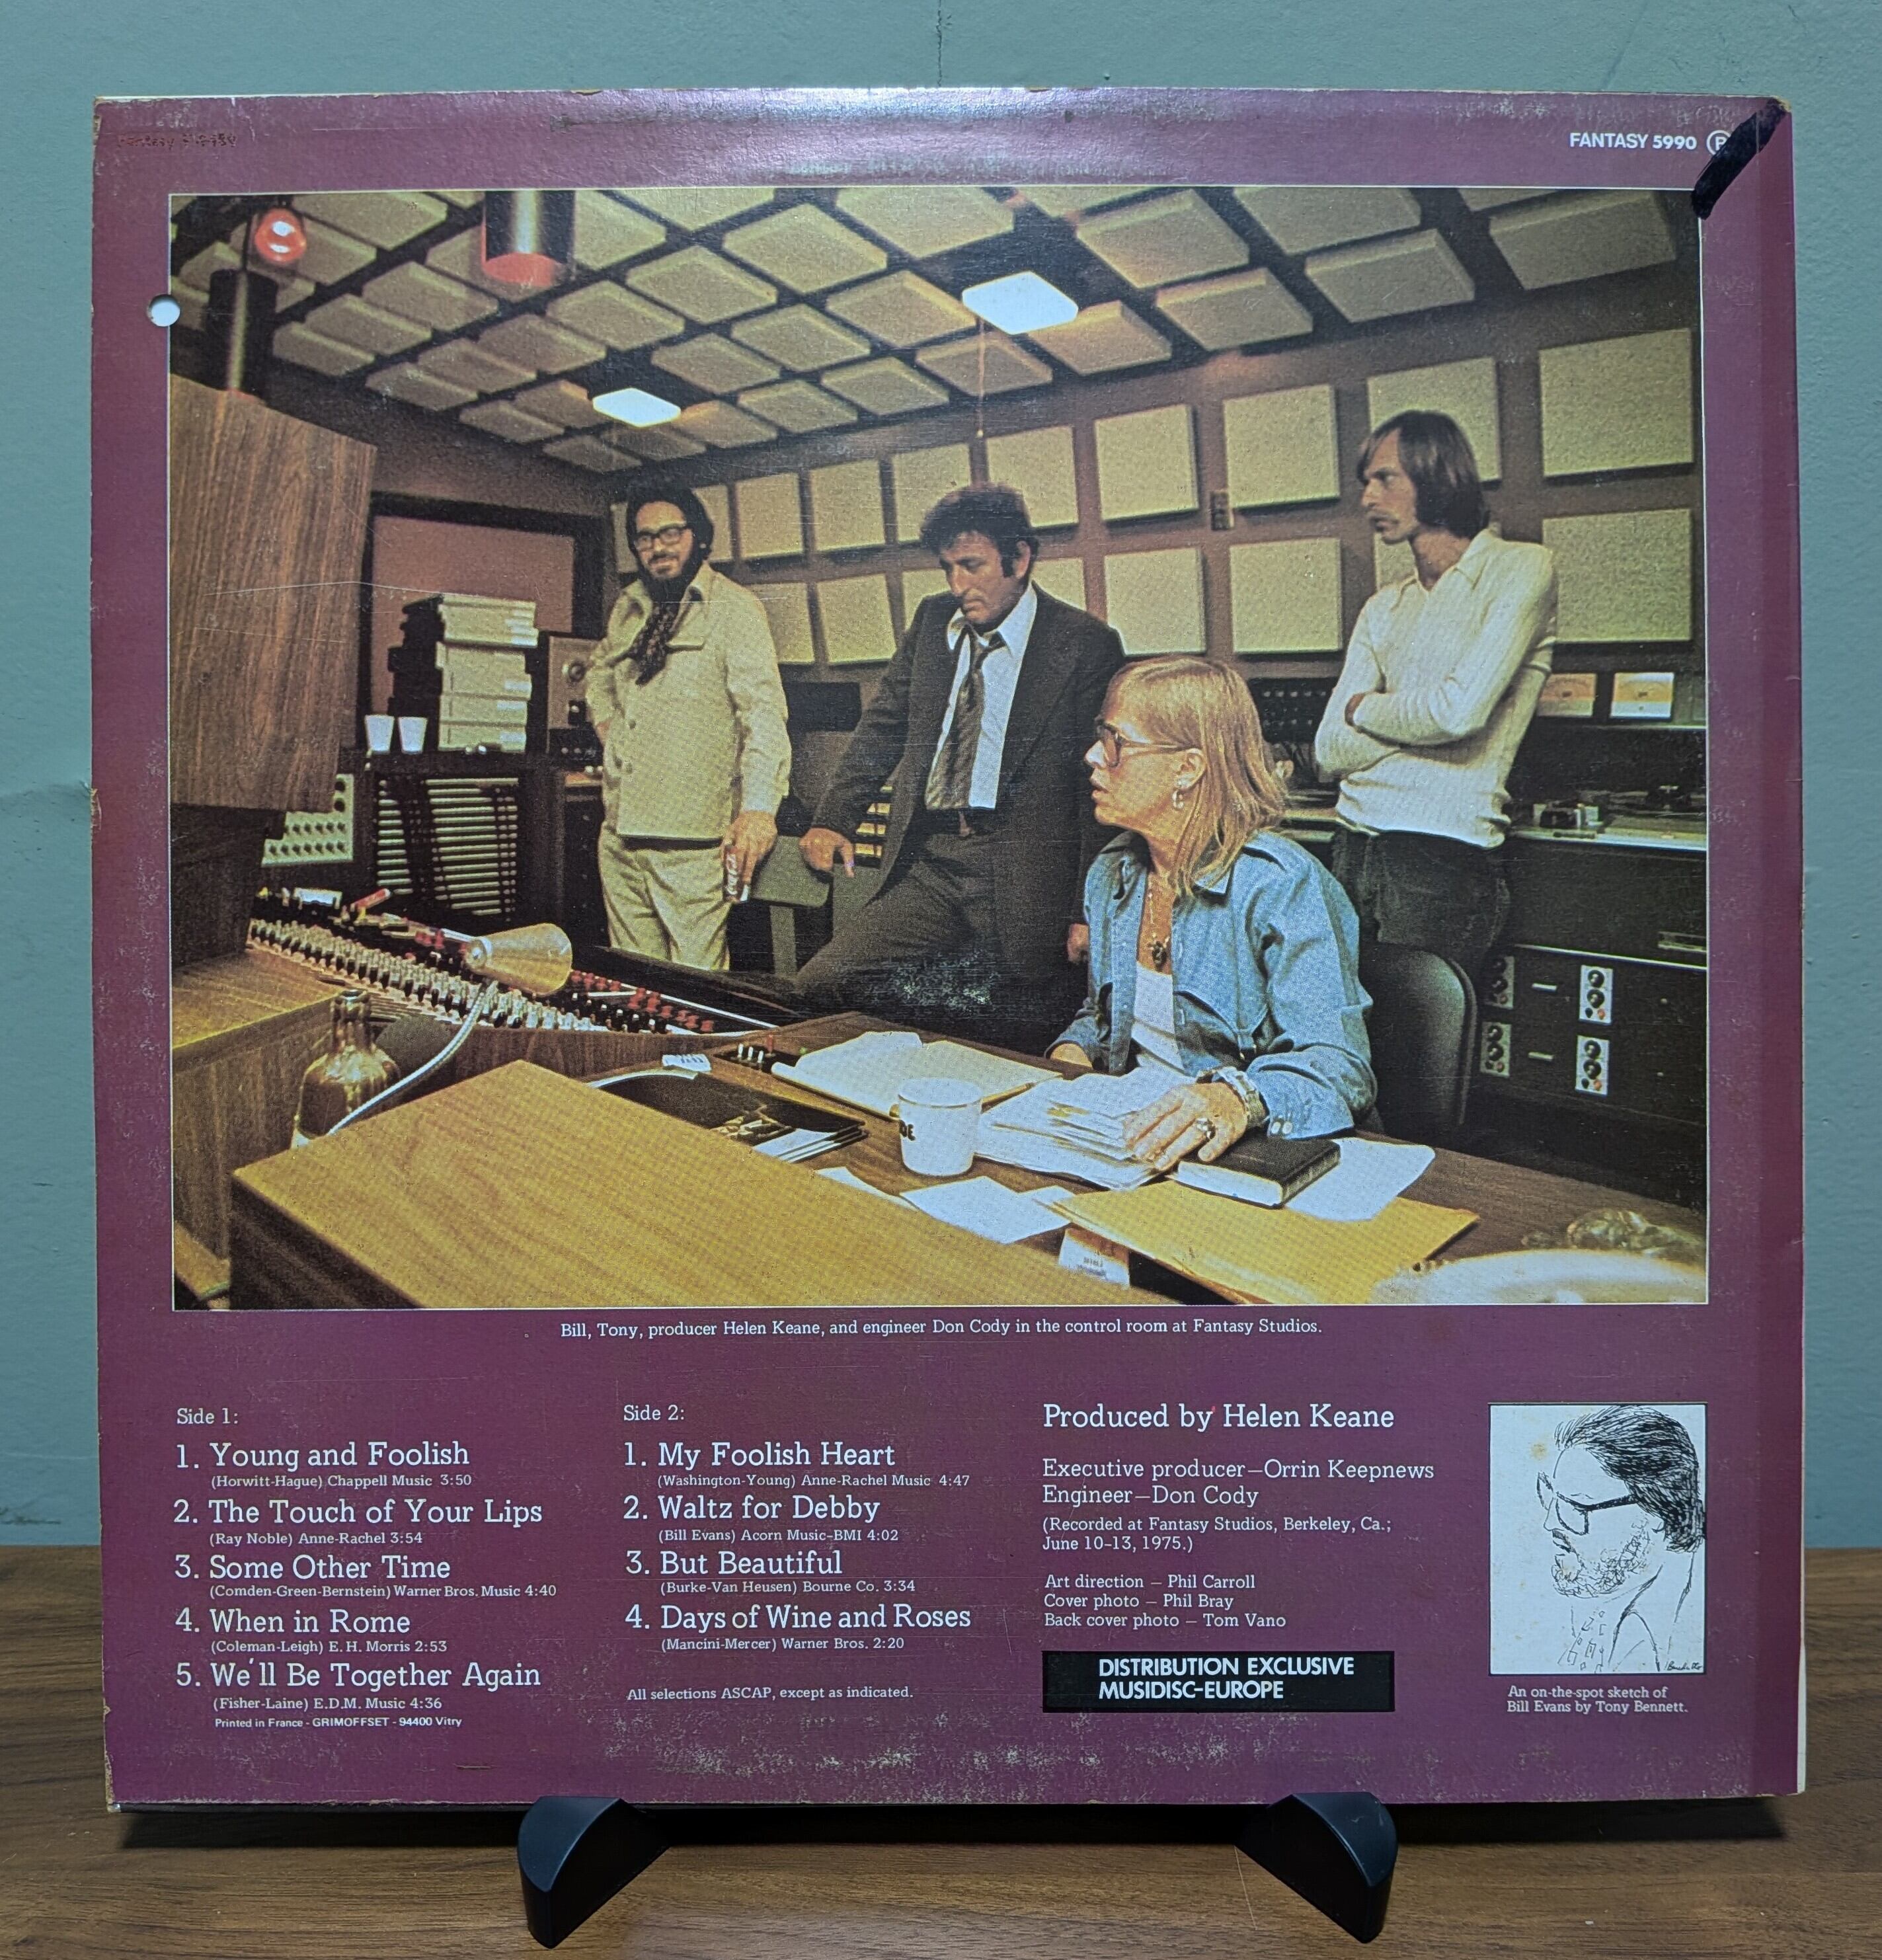 FANTASY 5990
Bill, Tony, producer Helen Keane, and engineer Don Cody in the control room at Fantasy Studios.
Side 1:
1. Young and Foolish
(Horwitt-Hague) Chappell Music 3:50
2. The Touch of Your Lips
(Ray Noble) Anne-Rachel 3:54
3. Some Other Time
(Comden-Green-Bernstein) Warner Bros. Music 4:40
4. When in Rome
(Coleman-Leigh) E. H. Morris 2:53
5. We'll Be Together Again
(Fisher-Laine) E.D.M. Music 4:36
Printed in France - GRIMOFFSET - 94400 Vitry
Side 2:
1. My Foolish Heart
(Washington-Young) Anne-Rachel Music 4:47
2. Waltz for Debby
(Bill Evans) Acorn Music-BMI 4:02
3. But Beautiful
(Burke-Van Heusen) Bourne Co. 3:34
4. Days of Wine and Roses
(Mancini-Mercer) Warner Bros. 2:20
All selections ASCAP, except as indicated.
Produced by Helen Keane
Executive producer—Orrin Keepnews
Engineer—Don Cody
(Recorded at Fantasy Studios, Berkeley, Ca.;
June 10-13, 1975.)
Art direction — Phil Carroll
Cover photo — Phil Bray
Back cover photo — Tom Vano
DISTRIBUTION EXCLUSIVE
MUSIDISC-EUROPE
An on-the-spot sketch of
Bill Evans by Tony Bennett.